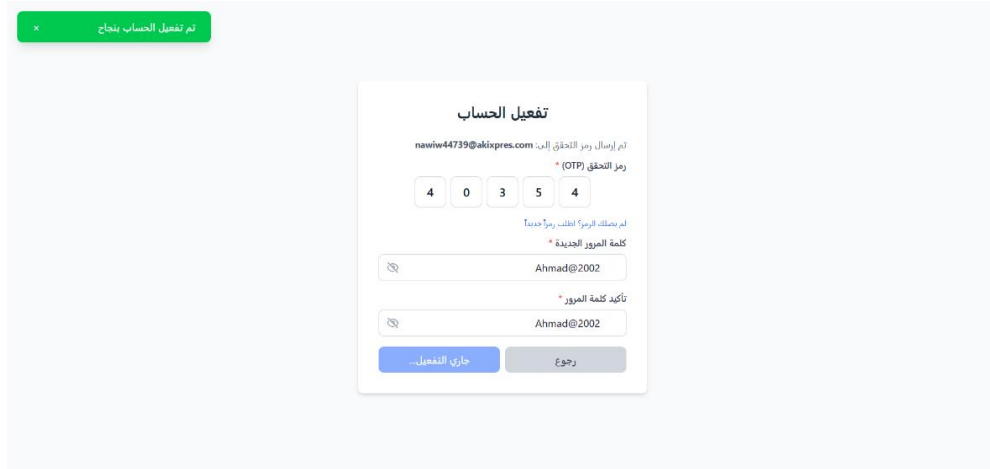 تم تفعيل الحساب بنجاح ×
تفعيل الحساب
تم إرسال رمز التحقق إلى: nawiw44739@akixpres.com
رمز التحقق (OTP) *
4 0 3 5 4
لم يصلك الرمز؟ اطلب رمزاً جديداً
كلمة المرور الجديدة *
Ahmad@2002
تأكيد كلمة المرور *
Ahmad@2002
رجوع جاري التفعيل...